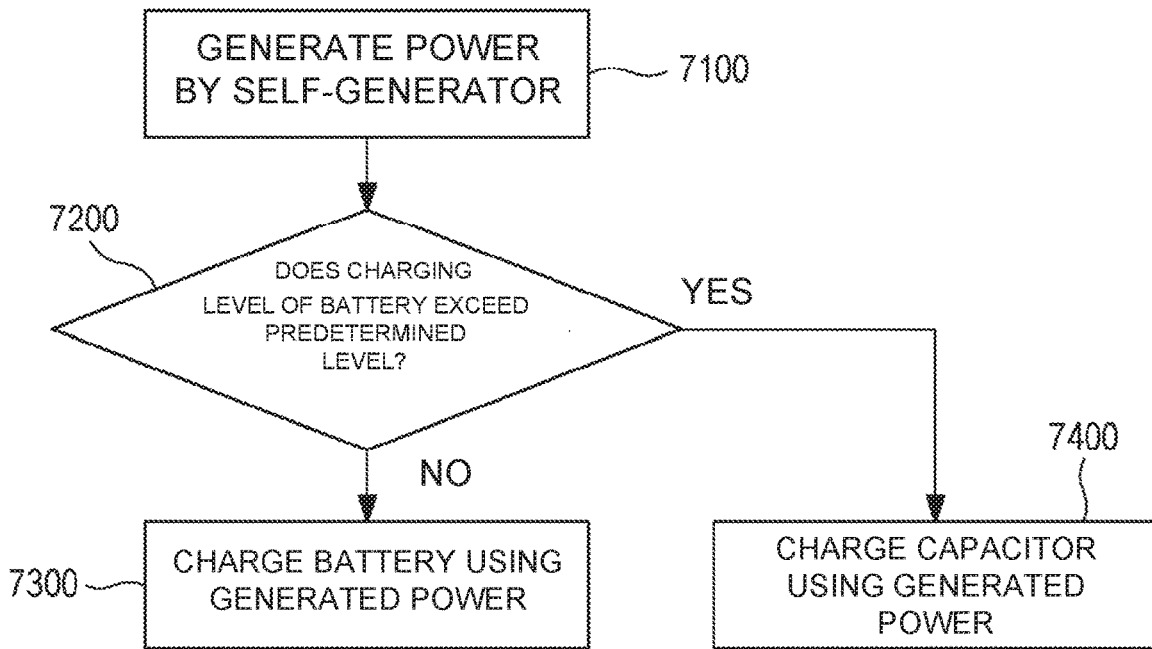 GENERATE POWER
BY SELF-GENERATOR
7100
7200
DOES CHARGING
LEVEL OF BATTERY EXCEED
PREDETERMINED
LEVEL?
YES
NO
7300
CHARGE BATTERY USING
GENERATED POWER
7400
CHARGE CAPACITOR
USING GENERATED
POWER